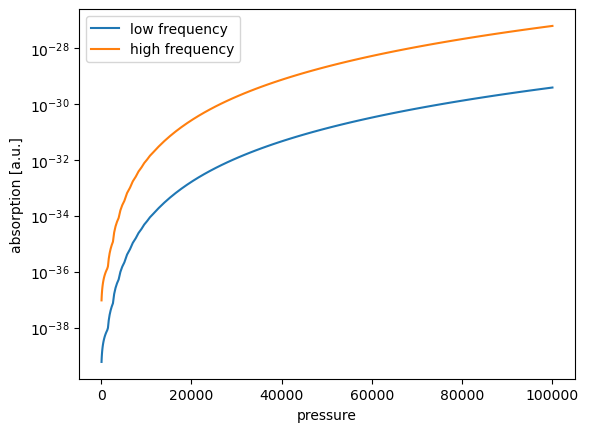 low frequency
high frequency
10⁻²⁸
10⁻³⁰
10⁻³²
10⁻³⁴
10⁻³⁶
10⁻³⁸
absorption [a.u.]
0 20000 40000 60000 80000 100000
pressure